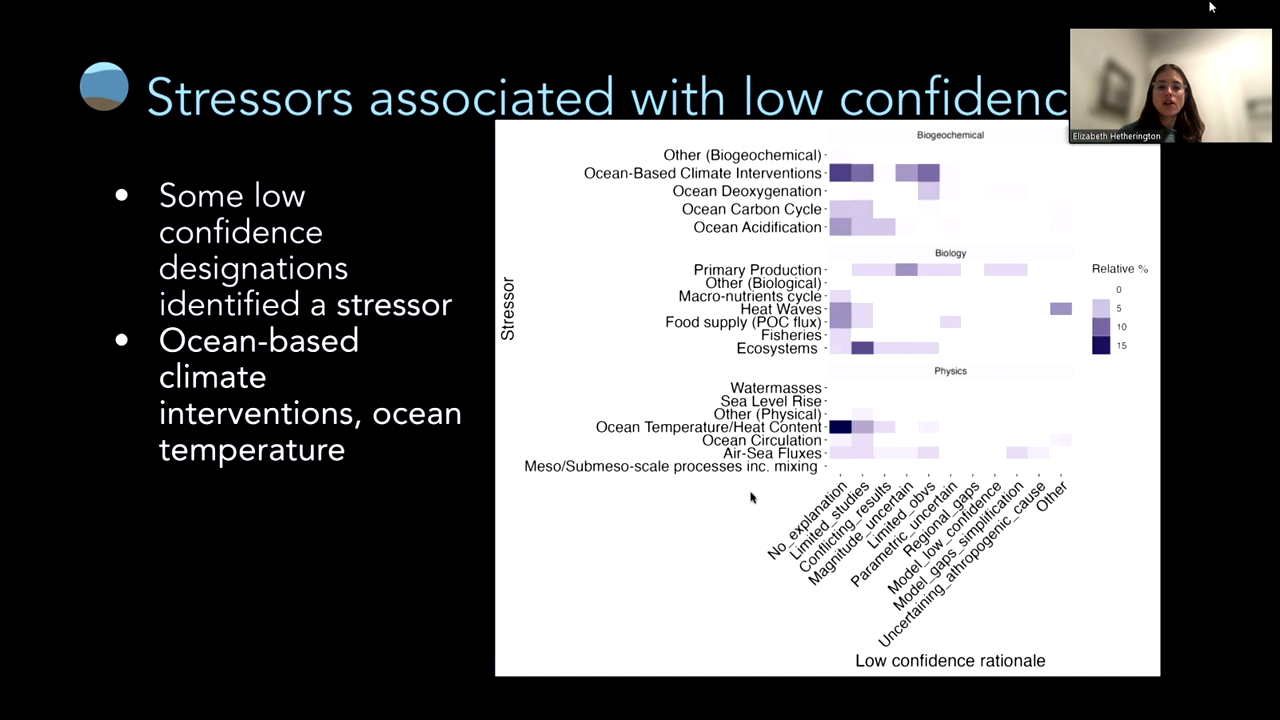 Stressors associated with low confidenc
Elizabeth Hetherington
• Some low
confidence
designations
identified a stressor
• Ocean-based
climate
interventions, ocean
temperature
Stressor
Biogeochemical
Other (Biogeochemical)
Ocean-Based Climate Interventions
Ocean Deoxygenation
Ocean Carbon Cycle
Ocean Acidification
Biology
Primary Production
Other (Biological)
Macro-nutrients cycle
Heat Waves
Food supply (POC flux)
Fisheries
Ecosystems
Physics
Watermasses
Sea Level Rise
Other (Physical)
Ocean Temperature/Heat Content
Ocean Circulation
Air-Sea Fluxes
Meso/Submeso-scale processes inc. mixing
No_explanation
Limited_studies
Conflicting_results
Magnitude_uncertain
Limited_obvs
Parametric_uncertain
Regional_gaps
Model_low_confidence
Model_gaps_simplification
Uncertaining_athropogenic_cause
Other
Low confidence rationale
Relative %
0
5
10
15